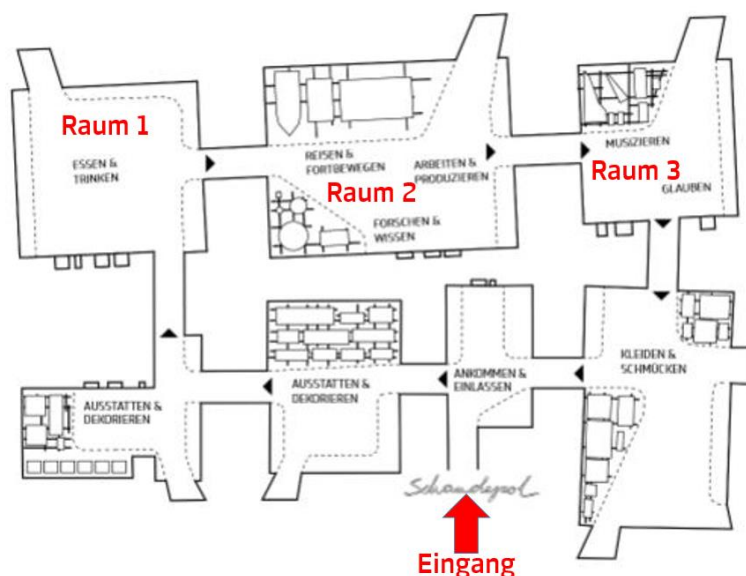 Raum 1
ESSEN &
TRINKEN
REISEN &
FORTBEWEGEN
ARBEITEN &
PRODUZIEREN
Raum 2
FORSCHEN &
WISSEN
MUSIZIEREN
Raum 3
GLAUBEN
AUSSTATTEN &
DEKORIEREN
AUSSTATTEN &
DEKORIEREN
ANKOMMEN &
EINLASSEN
KLEIDEN &
SCHMÜCKEN
Schaudepot
Eingang